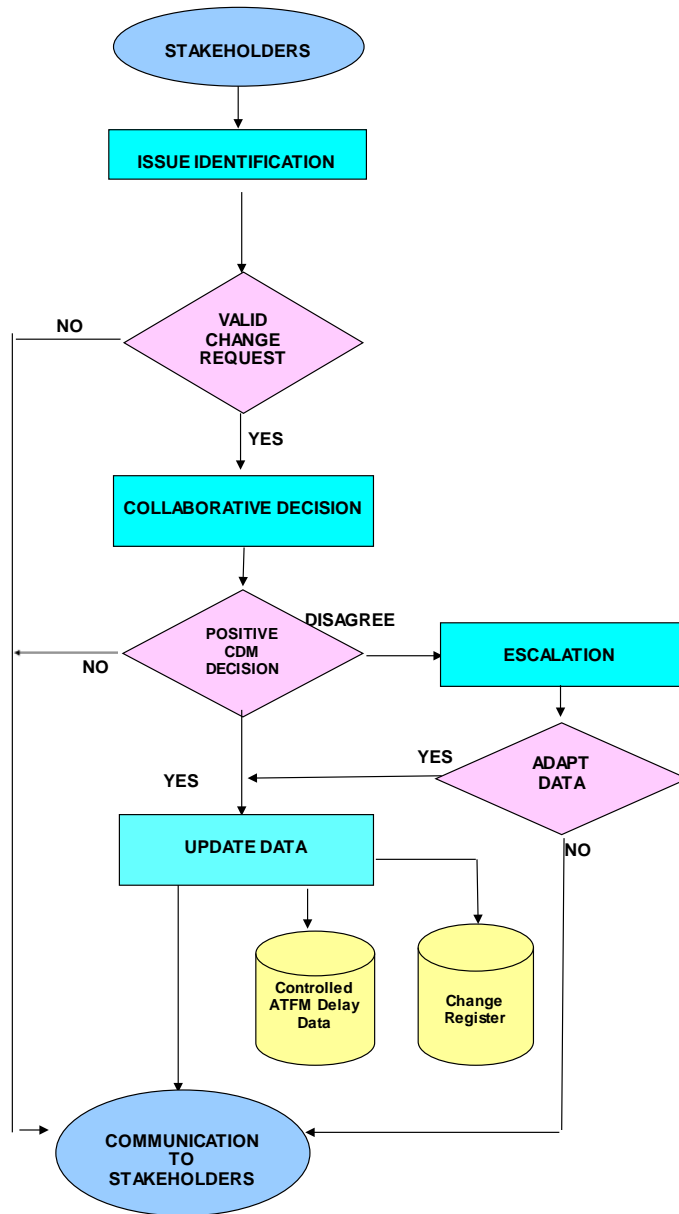 STAKEHOLDERS
ISSUE IDENTIFICATION
VALID
CHANGE
REQUEST
NO
YES
COLLABORATIVE DECISION
POSITIVE
CDM
DECISION
DISAGREE
NO
ESCALATION
YES
ADAPT
DATA
YES
UPDATE DATA
NO
Controlled
ATFM Delay
Data
Change
Register
COMMUNICATION
TO
STAKEHOLDERS